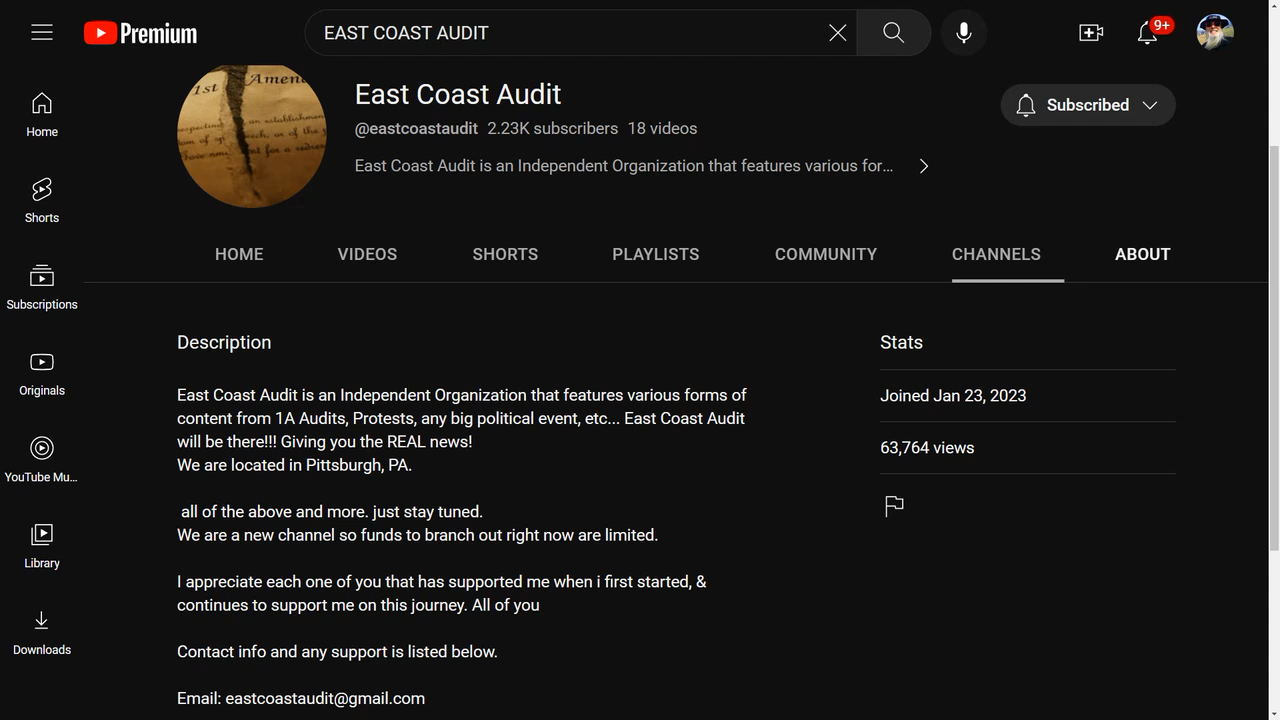 Premium
EAST COAST AUDIT
9+
Home
Shorts
Subscriptions
Originals
YouTube Mu...
Library
Downloads
1st Amen
East Coast Audit
@eastcoastaudit 2.23K subscribers 18 videos
East Coast Audit is an Independent Organization that features various for...
Subscribed
HOME VIDEOS SHORTS PLAYLISTS COMMUNITY CHANNELS ABOUT
Description
East Coast Audit is an Independent Organization that features various forms of
content from 1A Audits, Protests, any big political event, etc... East Coast Audit
will be there!!! Giving you the REAL news!
We are located in Pittsburgh, PA.
all of the above and more. just stay tuned.
We are a new channel so funds to branch out right now are limited.
I appreciate each one of you that has supported me when i first started, &
continues to support me on this journey. All of you
Contact info and any support is listed below.
Email: eastcoastaudit@gmail.com
Stats
Joined Jan 23, 2023
63,764 views